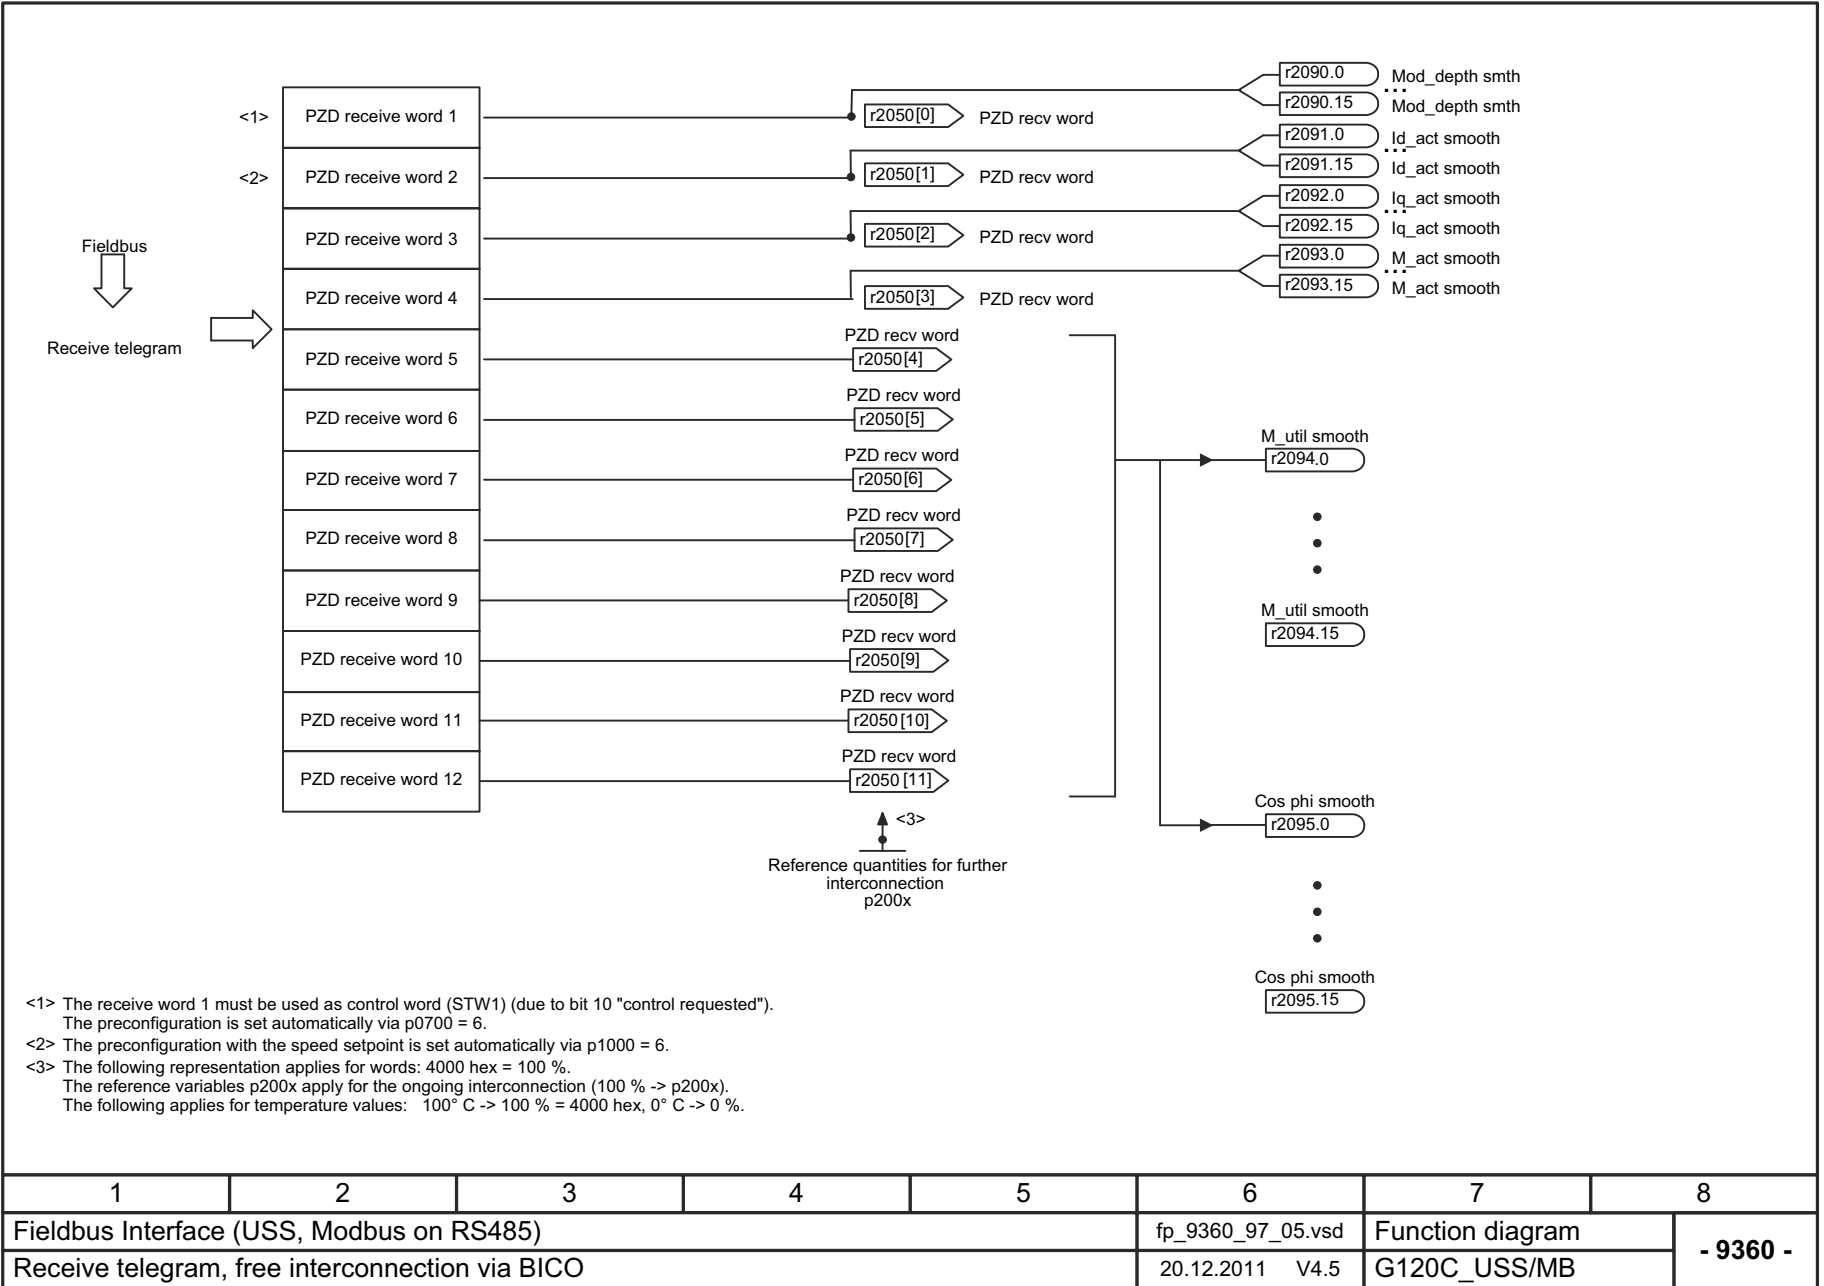 <1>
PZD receive word 1
r2050[0]
PZD recv word
r2090.0
Mod_depth smth
...
r2090.15
Mod_depth smth
<2>
PZD receive word 2
r2050[1]
PZD recv word
r2091.0
Id_act smooth
...
r2091.15
Id_act smooth
PZD receive word 3
r2050[2]
PZD recv word
r2092.0
Iq_act smooth
...
r2092.15
Iq_act smooth
PZD receive word 4
r2050[3]
PZD recv word
r2093.0
M_act smooth
...
r2093.15
M_act smooth
Fieldbus
Receive telegram
PZD receive word 5
PZD recv word
r2050[4]
PZD receive word 6
PZD recv word
r2050[5]
PZD receive word 7
PZD recv word
r2050[6]
PZD receive word 8
PZD recv word
r2050[7]
PZD receive word 9
PZD recv word
r2050[8]
PZD receive word 10
PZD recv word
r2050[9]
PZD receive word 11
PZD recv word
r2050[10]
PZD receive word 12
PZD recv word
r2050[11]
M_util smooth
r2094.0
M_util smooth
r2094.15
Cos phi smooth
r2095.0
Cos phi smooth
r2095.15
<3>
Reference quantities for further
interconnection
p200x
<1> The receive word 1 must be used as control word (STW1) (due to bit 10 "control requested").
The preconfiguration is set automatically via p0700 = 6.
<2> The preconfiguration with the speed setpoint is set automatically via p1000 = 6.
<3> The following representation applies for words: 4000 hex = 100 %.
The reference variables p200x apply for the ongoing interconnection (100 % -> p200x).
The following applies for temperature values: 100° C -> 100 % = 4000 hex, 0° C -> 0 %.
1 2 3 4 5 6 7 8
Fieldbus Interface (USS, Modbus on RS485)
fp_9360_97_05.vsd
Function diagram
- 9360 -
Receive telegram, free interconnection via BICO
20.12.2011 V4.5
G120C_USS/MB